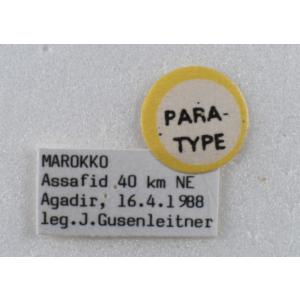 PARA-
TYPE
MAROKKO
Assafid 40 km NE
Agadir, 16.4.1988
leg.J.Gusenleitner